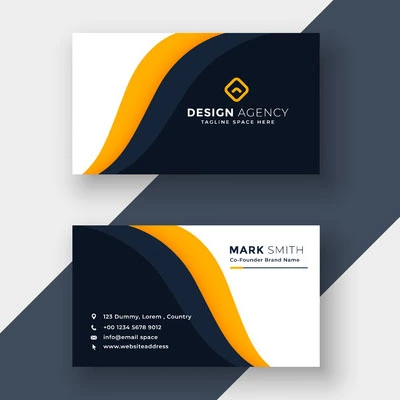 DESIGN AGENCY
TAGLINE SPACE HERE
MARK SMITH
Co-Founder Brand Name
123 Dummy, Lorem , Country
+00 1234 5678 900
info@email space
www.websiteaddress